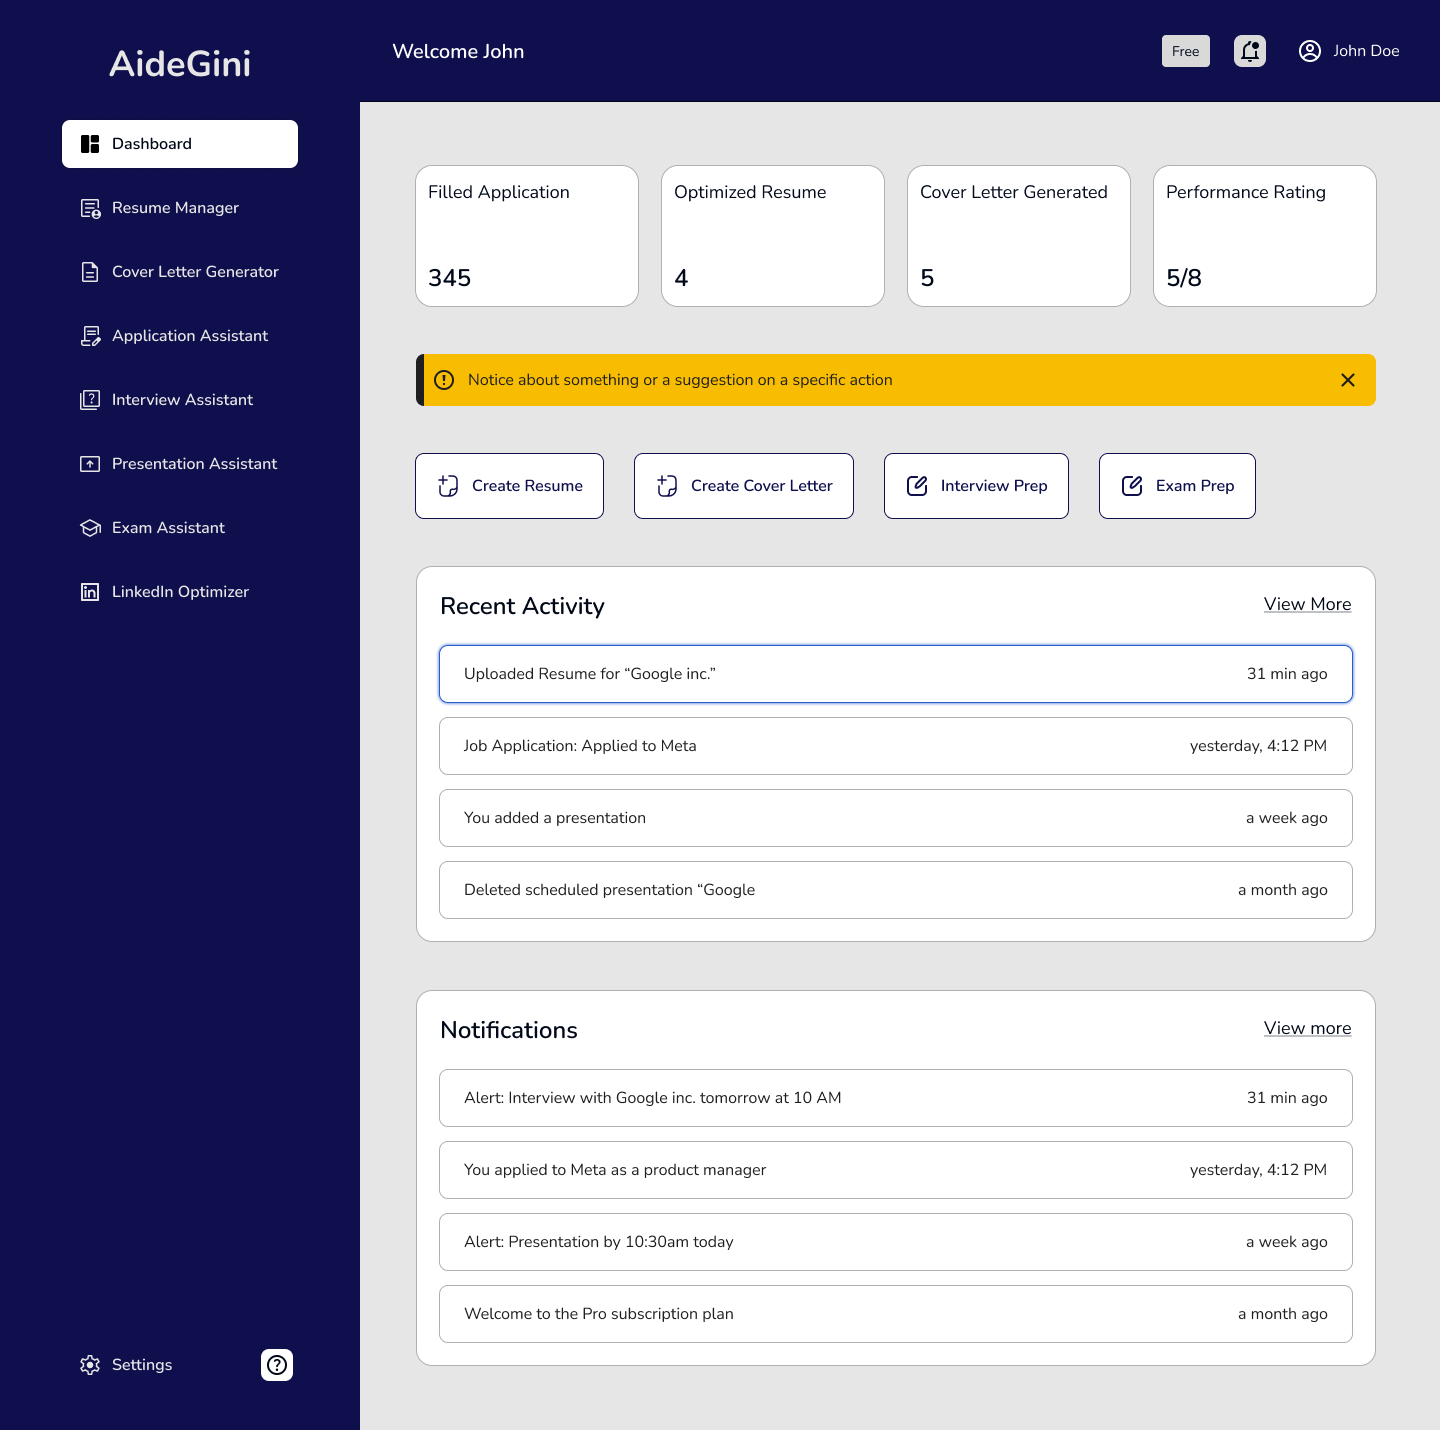 AideGini
Welcome John
Free
John Doe
Dashboard
Resume Manager
Cover Letter Generator
Application Assistant
Interview Assistant
Presentation Assistant
Exam Assistant
LinkedIn Optimizer
Settings
Filled Application
345
Optimized Resume
4
Cover Letter Generated
5
Performance Rating
5/8
Notice about something or a suggestion on a specific action
Create Resume
Create Cover Letter
Interview Prep
Exam Prep
Recent Activity
View More
Uploaded Resume for “Google inc.” 31 min ago
Job Application: Applied to Meta yesterday, 4:12 PM
You added a presentation a week ago
Deleted scheduled presentation “Google a month ago
Notifications
View more
Alert: Interview with Google inc. tomorrow at 10 AM 31 min ago
You applied to Meta as a product manager yesterday, 4:12 PM
Alert: Presentation by 10:30am today a week ago
Welcome to the Pro subscription plan a month ago